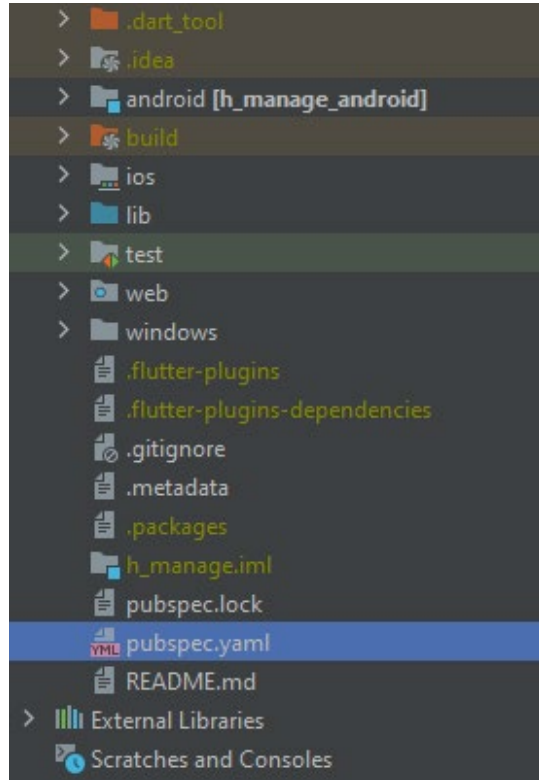 .dart_tool
.idea
android [h_manage_android]
build
ios
lib
test
web
windows
.flutter-plugins
.flutter-plugins-dependencies
.gitignore
.metadata
.packages
h_manage.iml
pubspec.lock
YML pubspec.yaml
README.md
External Libraries
Scratches and Consoles